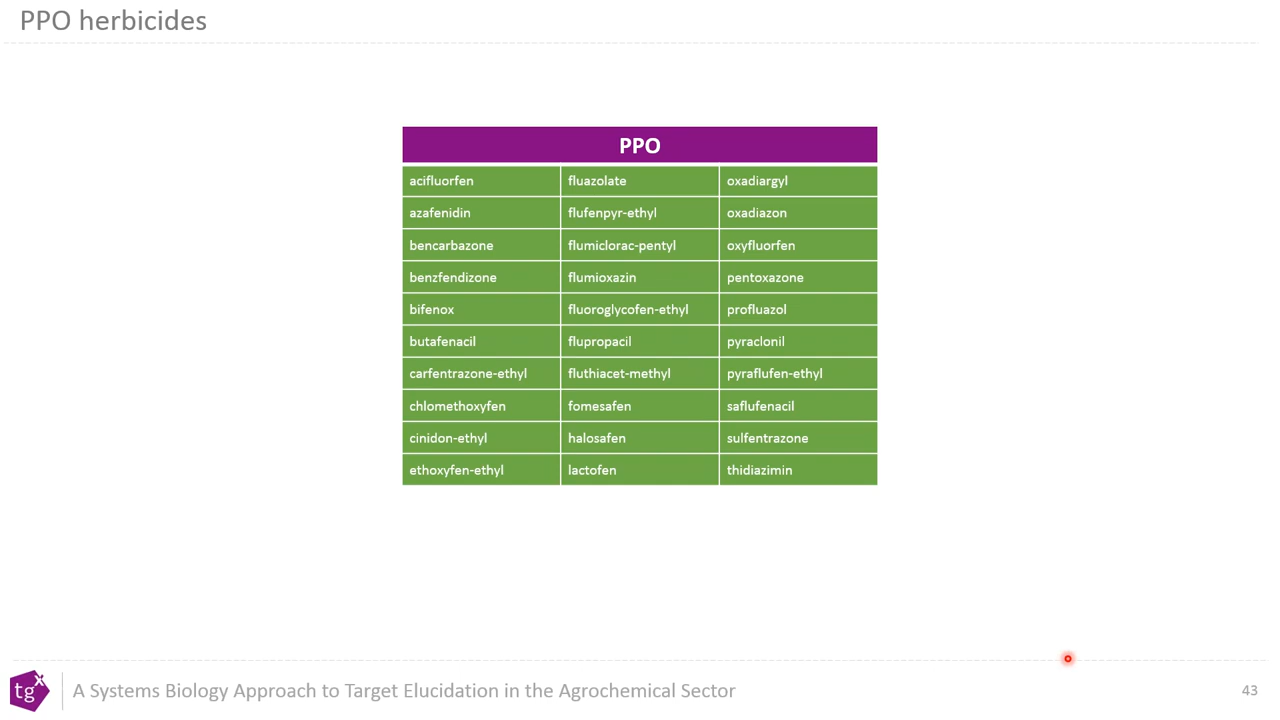 PPO herbicides
PPO
acifluorfen fluazolate oxadiargyl
azafenidin flufenpyr-ethyl oxadiazon
bencarbazone flumiclorac-pentyl oxyfluorfen
benzfendizone flumioxazin pentoxazone
bifenox fluoroglycofen-ethyl profluazol
butafenacil flupropacil pyraclonil
carfentrazone-ethyl fluthiacet-methyl pyraflufen-ethyl
chlomethoxyfen fomesafen saflufenacil
cinidon-ethyl halosafen sulfentrazone
ethoxyfen-ethyl lactofen thidiazimin
tgx A Systems Biology Approach to Target Elucidation in the Agrochemical Sector 43